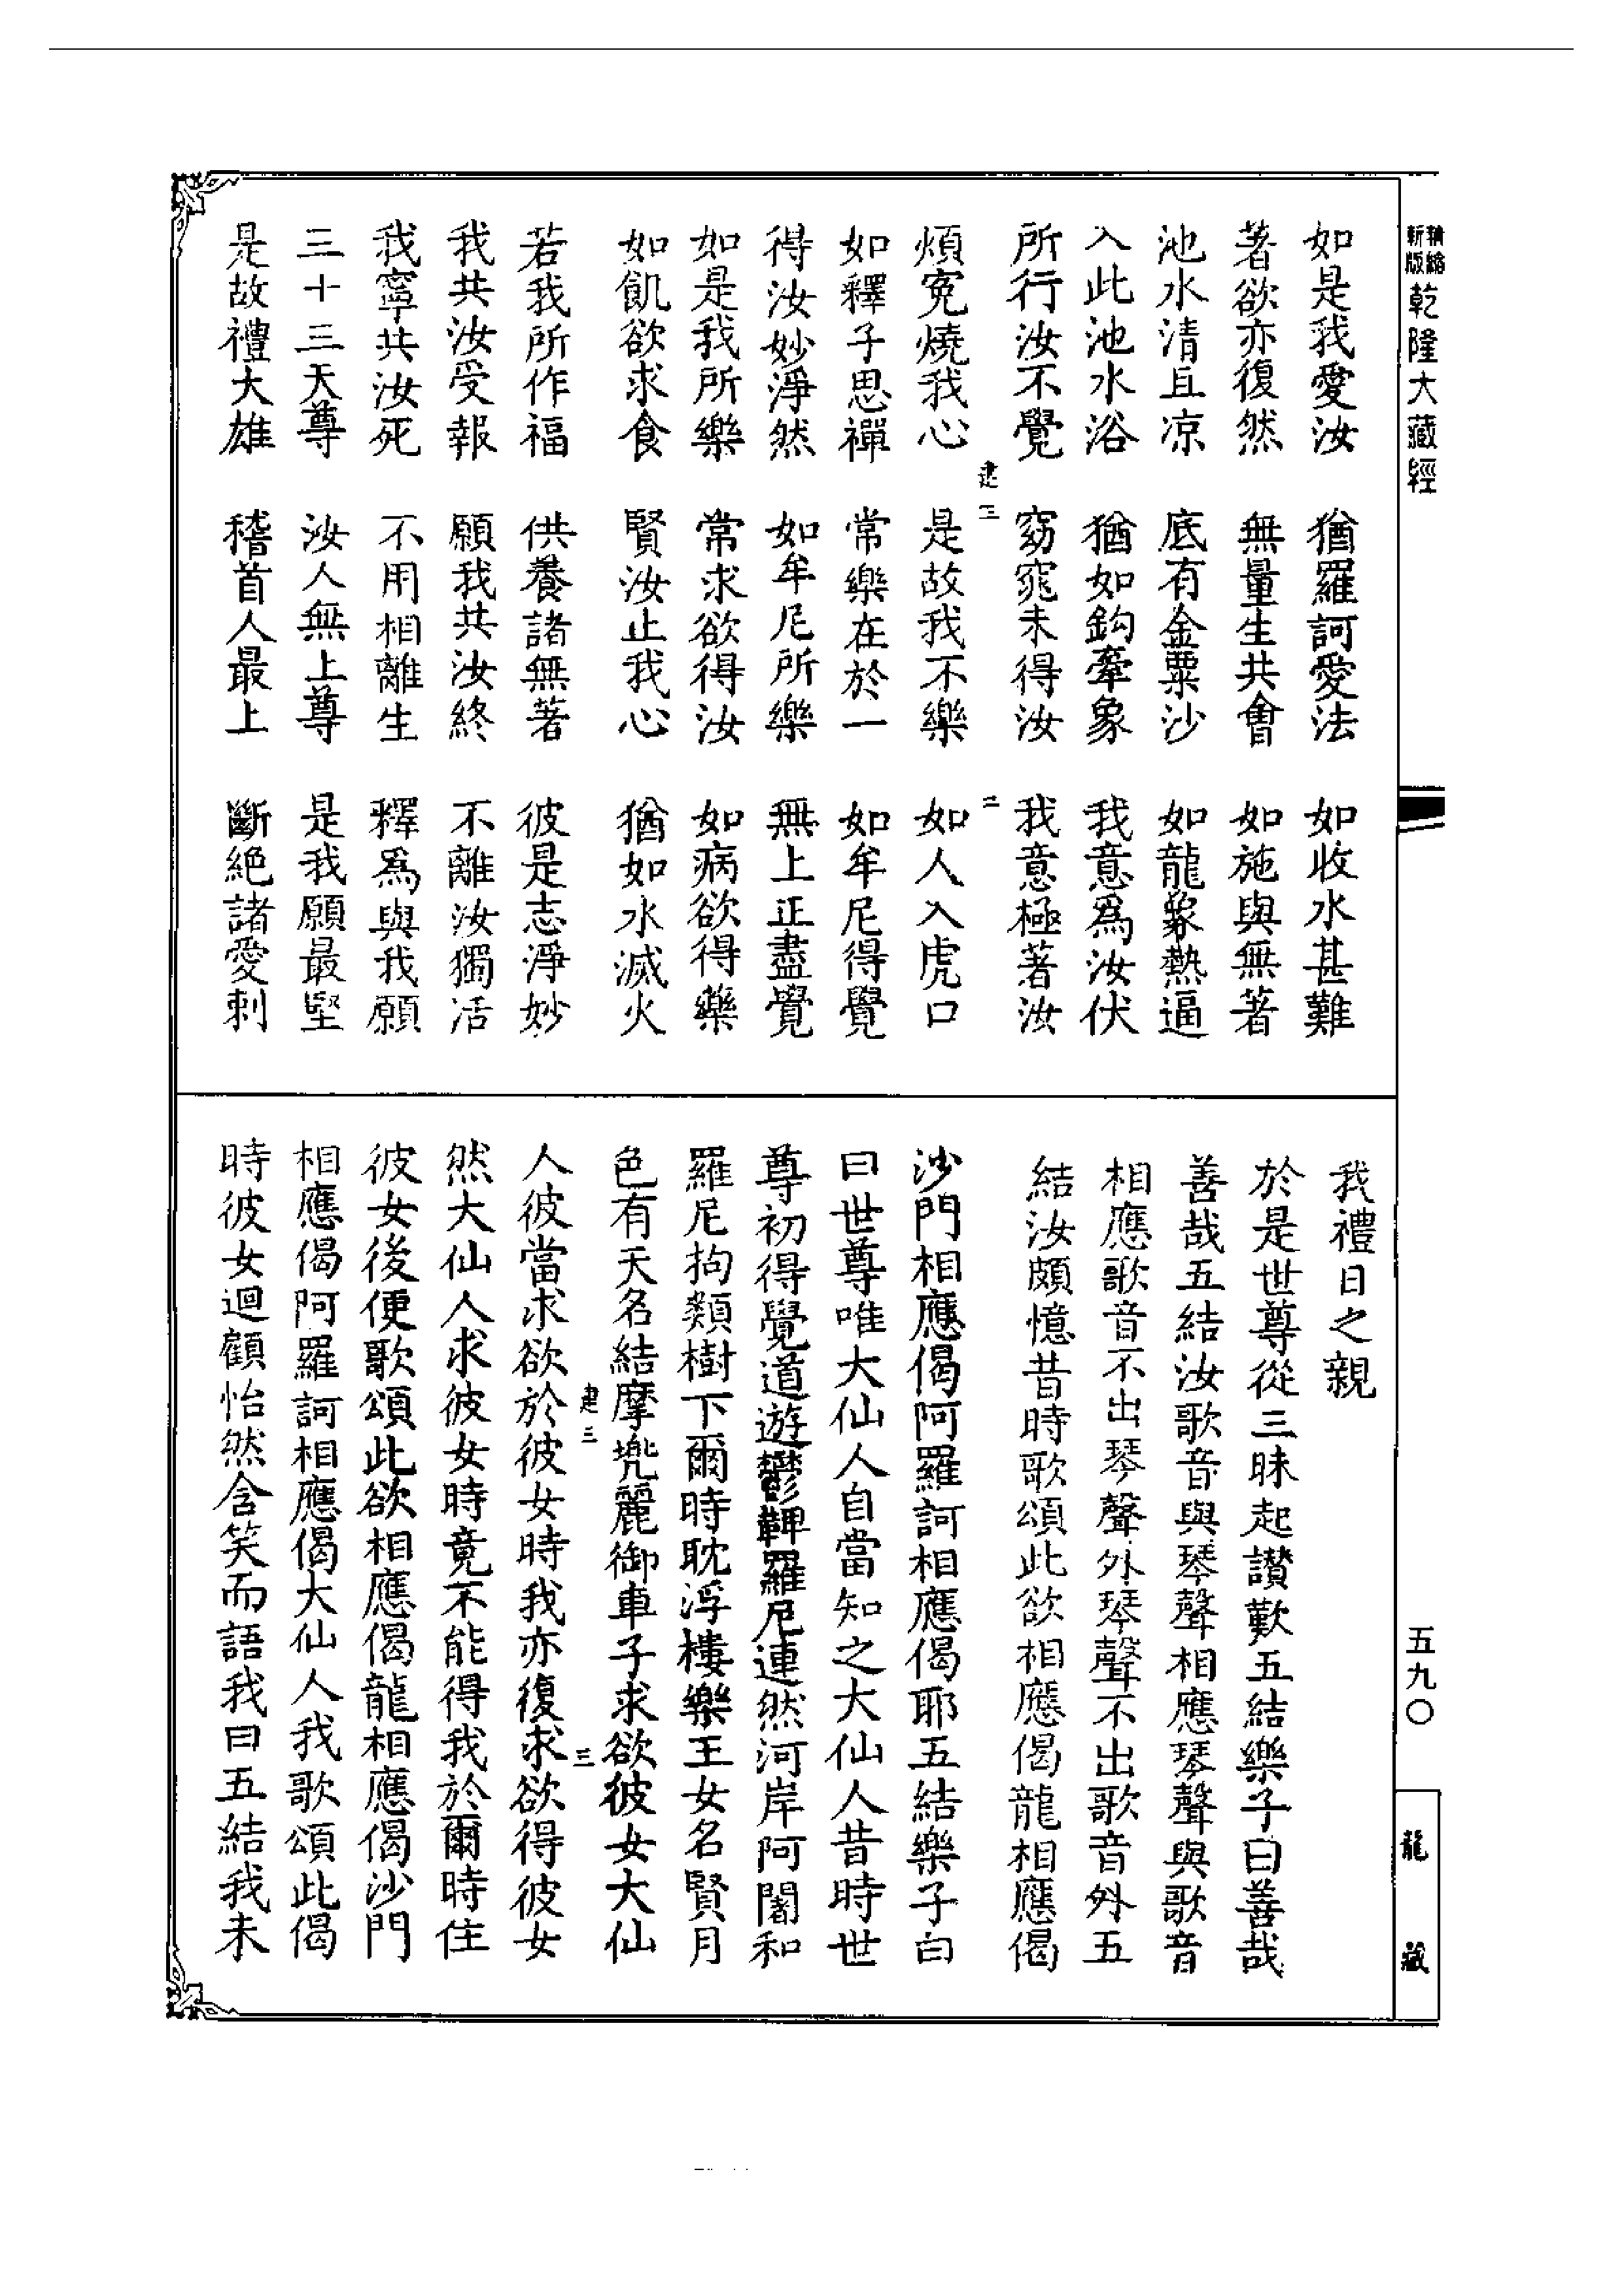 精縮
新版
乾隆大藏經
五九〇
龍藏
如是我愛汝 猶羅訶愛法 如收水甚難
著欲亦復然 無量生共會 如施與無著
池水清且凉 底有金粟沙 如龍象熱逼
入此池水浴 猶如鈎牽象 我意為汝伏
所行汝不覺 窈窕未得汝 我意極著汝
建三 二
煩冤燒我心 是故我不樂 如人入虎口
如釋子思禪 常樂在於一 如牟尼得覺
得汝妙淨然 如牟尼所樂 無上正盡覺
如是我所樂 常求欲得汝 如病欲得藥
如飢欲求食 賢汝止我心 猶如水滅火
若我所作福 供養諸無著 彼是志淨妙
我共汝受報 願我共汝終 不離汝獨活
我寧共汝死 不用相離生 釋為與我願
三十三天尊 汝人無上尊 是我願最堅
是故禮大雄 稽首人最上 斷絕諸愛刺
我禮日之親
於是世尊從三昧起讚歎五結樂子曰善哉
善哉五結汝歌音與琴聲相應琴聲與歌音
相應歌音不出琴聲外琴聲不出歌音外五
結汝頗憶昔時歌頌此欲相應偈龍相應偈
沙門相應偈阿羅訶相應偈耶五結樂子白
曰世尊唯大仙人自當知之大仙人昔時世
尊初得覺道遊鬱鞞羅尼連然河岸阿闍和
羅尼拘類樹下爾時耽浮樓樂王女名賢月
色有天名結摩兜麗御車子求欲彼女大仙
建三 三
人彼當求欲於彼女時我亦復求欲得彼女
然大仙人求彼女時竟不能得我於爾時住
彼女後便歌頌此欲相應偈龍相應偈沙門
相應偈阿羅訶相應偈大仙人我歌頌此偈
時彼女迴顧怡然含笑而語我曰五結我未